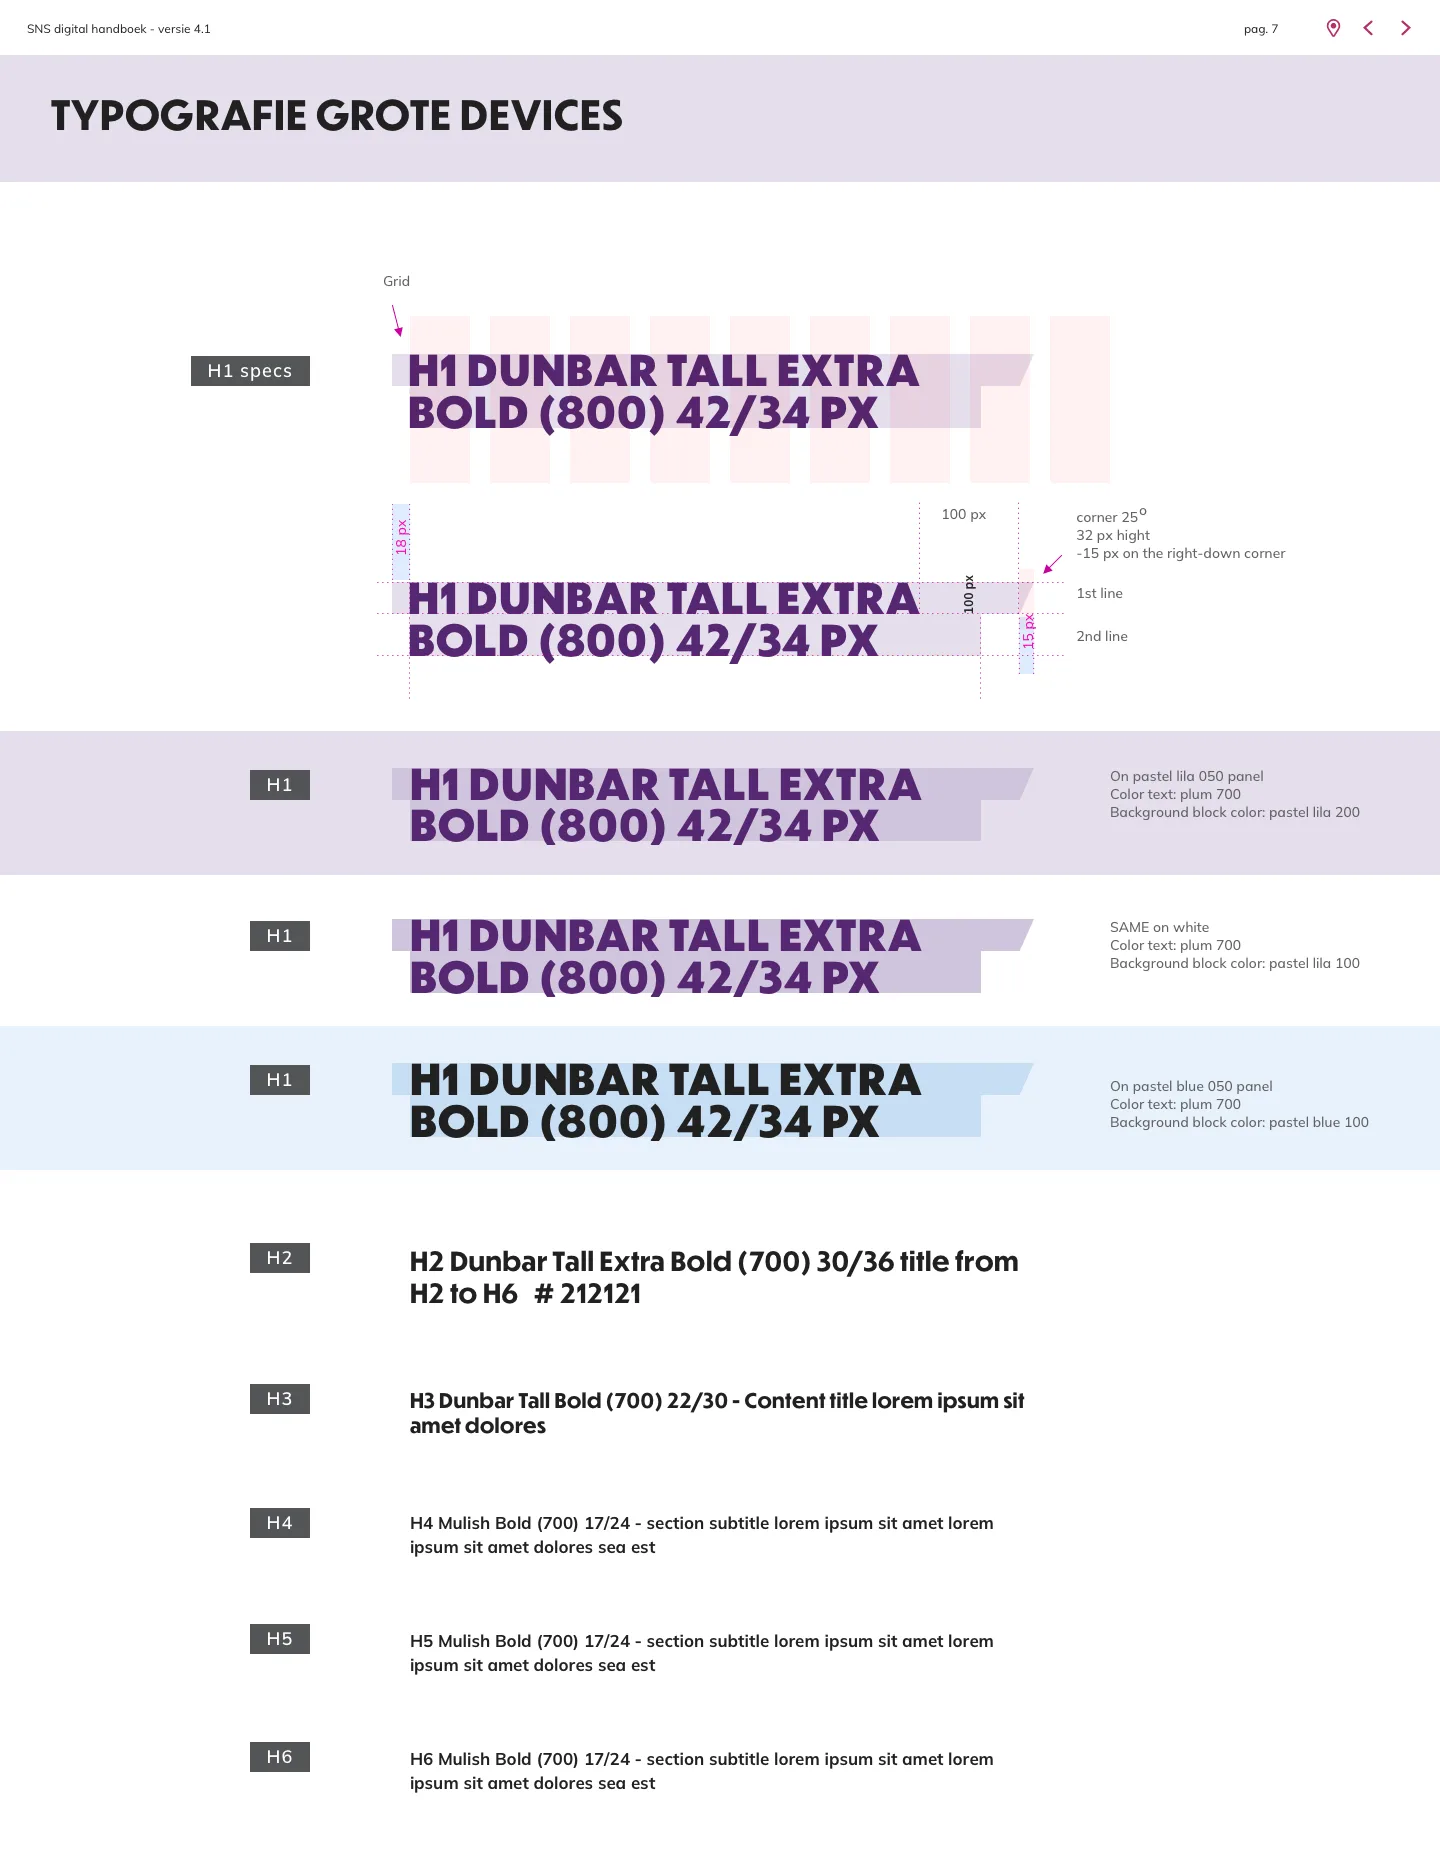 SNS digital handboek - versie 4.1
pag. 7
TYPOGRAFIE GROTE DEVICES
Grid
H1 specs
H1 DUNBAR TALL EXTRA
BOLD (800) 42/34 PX
18 px
100 px
corner 25o
32 px hight
-15 px on the right-down corner
H1 DUNBAR TALL EXTRA
100 px
1st line
BOLD (800) 42/34 PX
15 px
2nd line
H1
H1 DUNBAR TALL EXTRA
BOLD (800) 42/34 PX
On pastel lila 050 panel
Color text: plum 700
Background block color: pastel lila 200
H1
H1 DUNBAR TALL EXTRA
BOLD (800) 42/34 PX
SAME on white
Color text: plum 700
Background block color: pastel lila 100
H1
H1 DUNBAR TALL EXTRA
BOLD (800) 42/34 PX
On pastel blue 050 panel
Color text: plum 700
Background block color: pastel blue 100
H2
H2 Dunbar Tall Extra Bold (700) 30/36 title from
H2 to H6 # 212121
H3
H3 Dunbar Tall Bold (700) 22/30 - Content title lorem ipsum sit
amet dolores
H4
H4 Mulish Bold (700) 17/24 - section subtitle lorem ipsum sit amet lorem
ipsum sit amet dolores sea est
H5
H5 Mulish Bold (700) 17/24 - section subtitle lorem ipsum sit amet lorem
ipsum sit amet dolores sea est
H6
H6 Mulish Bold (700) 17/24 - section subtitle lorem ipsum sit amet lorem
ipsum sit amet dolores sea est